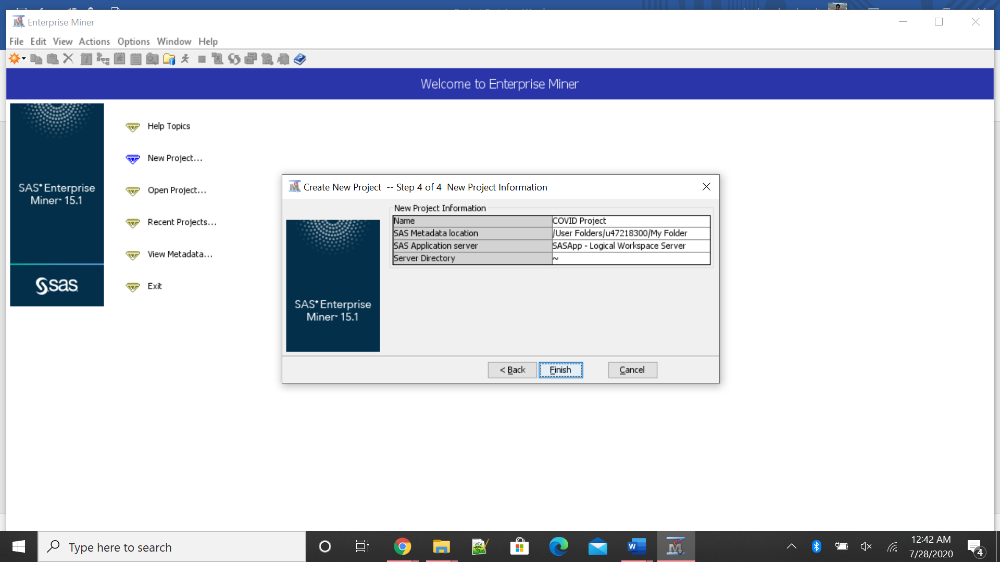 Enterprise Miner
File Edit View Actions Options Window Help
Welcome to Enterprise Miner
SAS® Enterprise
Miner™ 15.1
sas
Help Topics
New Project...
Open Project...
Recent Projects...
View Metadata...
Exit
Create New Project -- Step 4 of 4 New Project Information
New Project Information
Name COVID Project
SAS Metadata location /User Folders/u47218300/My Folder
SAS Application server SASApp - Logical Workspace Server
Server Directory ~
SAS® Enterprise
Miner™ 15.1
< Back Finish Cancel
Type here to search
12:42 AM
7/28/2020
4